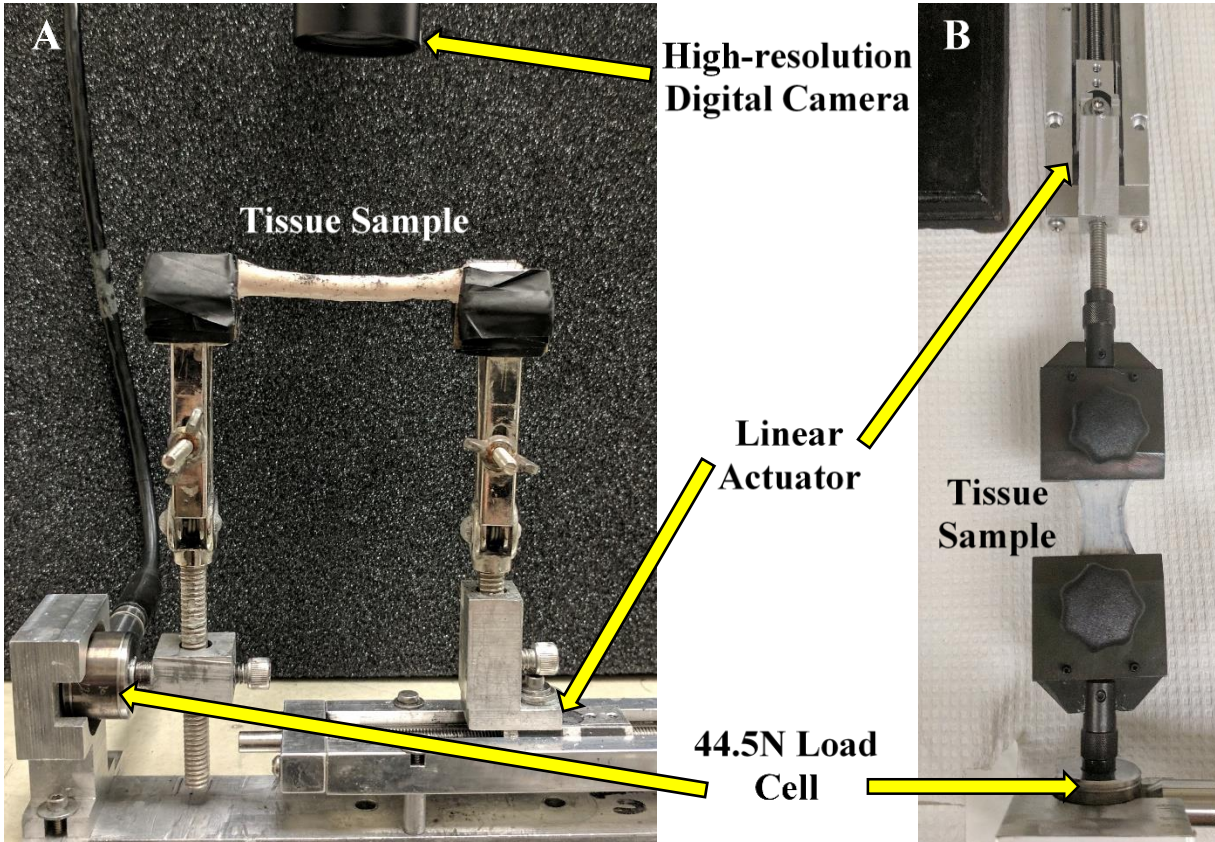 A
B
High-resolution
Digital Camera
Tissue Sample
Linear
Actuator
Tissue
Sample
44.5N Load
Cell